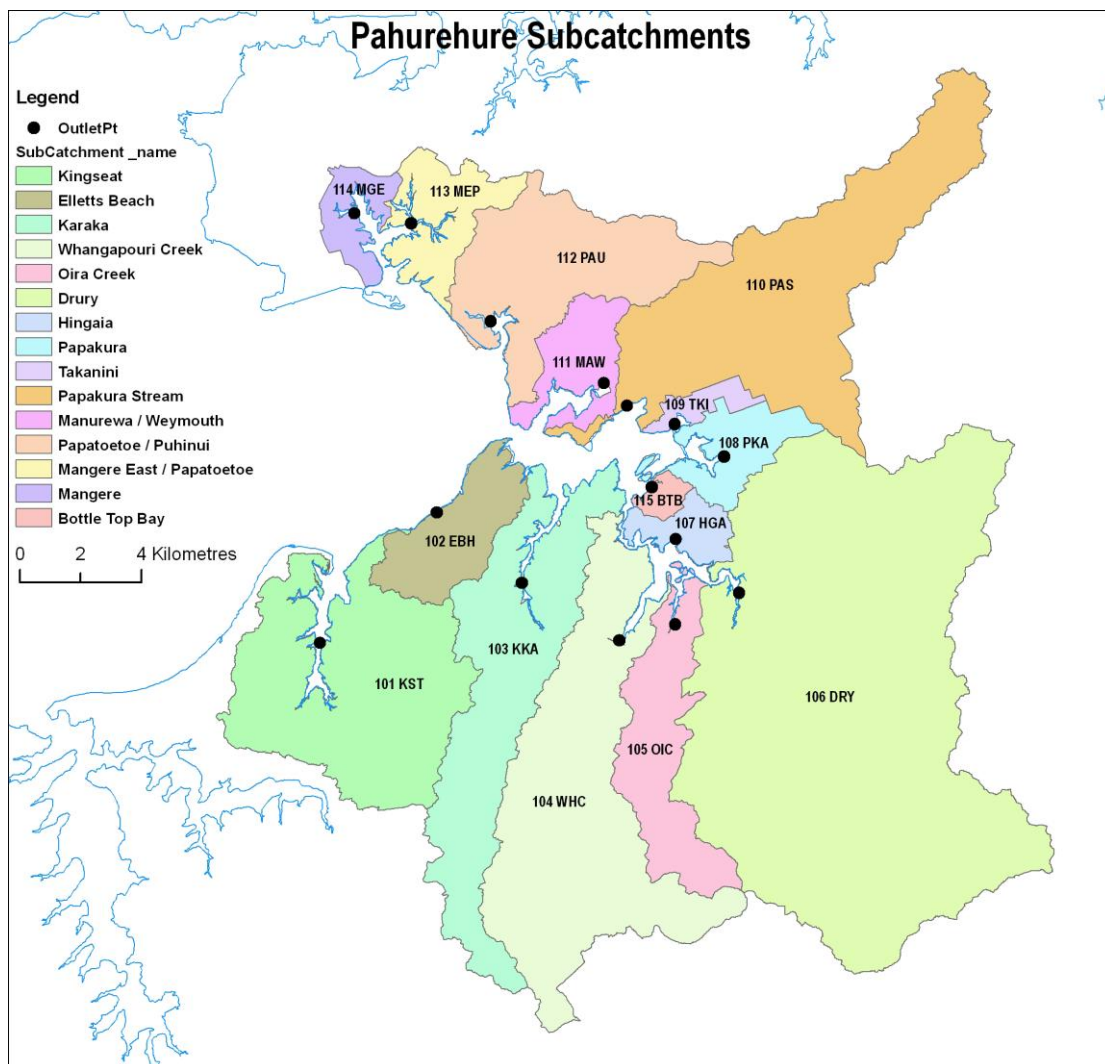 Pahurehure Subcatchments
Legend
OutletPt
SubCatchment _name
Kingseat
Elletts Beach
Karaka
Whangapouri Creek
Oira Creek
Drury
Hingaia
Papakura
Takanini
Papakura Stream
Manurewa / Weymouth
Papatoetoe / Puhinui
Mangere East / Papatoetoe
Mangere
Bottle Top Bay
0 2 4 Kilometres
114 MGE
113 MEP
112 PAU
110 PAS
111 MAW
109 TKI
108 PKA
115 BTB
107 HGA
102 EBH
103 KKA
101 KST
106 DRY
105 OIC
104 WHC